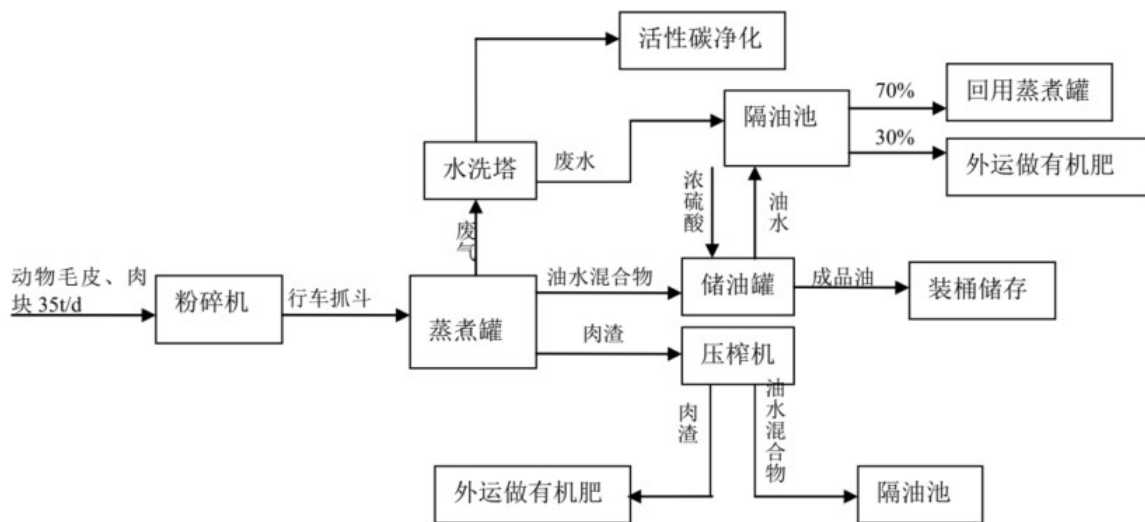 活性碳净化
70%
回用蒸煮罐
隔油池
30%
水洗塔
废水
外运做有机肥
浓硫酸
油水
废气
动物毛皮、肉
块 35t/d
粉碎机
行车抓斗
蒸煮罐
油水混合物
储油罐
成品油
装桶储存
肉渣
压榨机
肉渣
油水混合物
外运做有机肥
隔油池